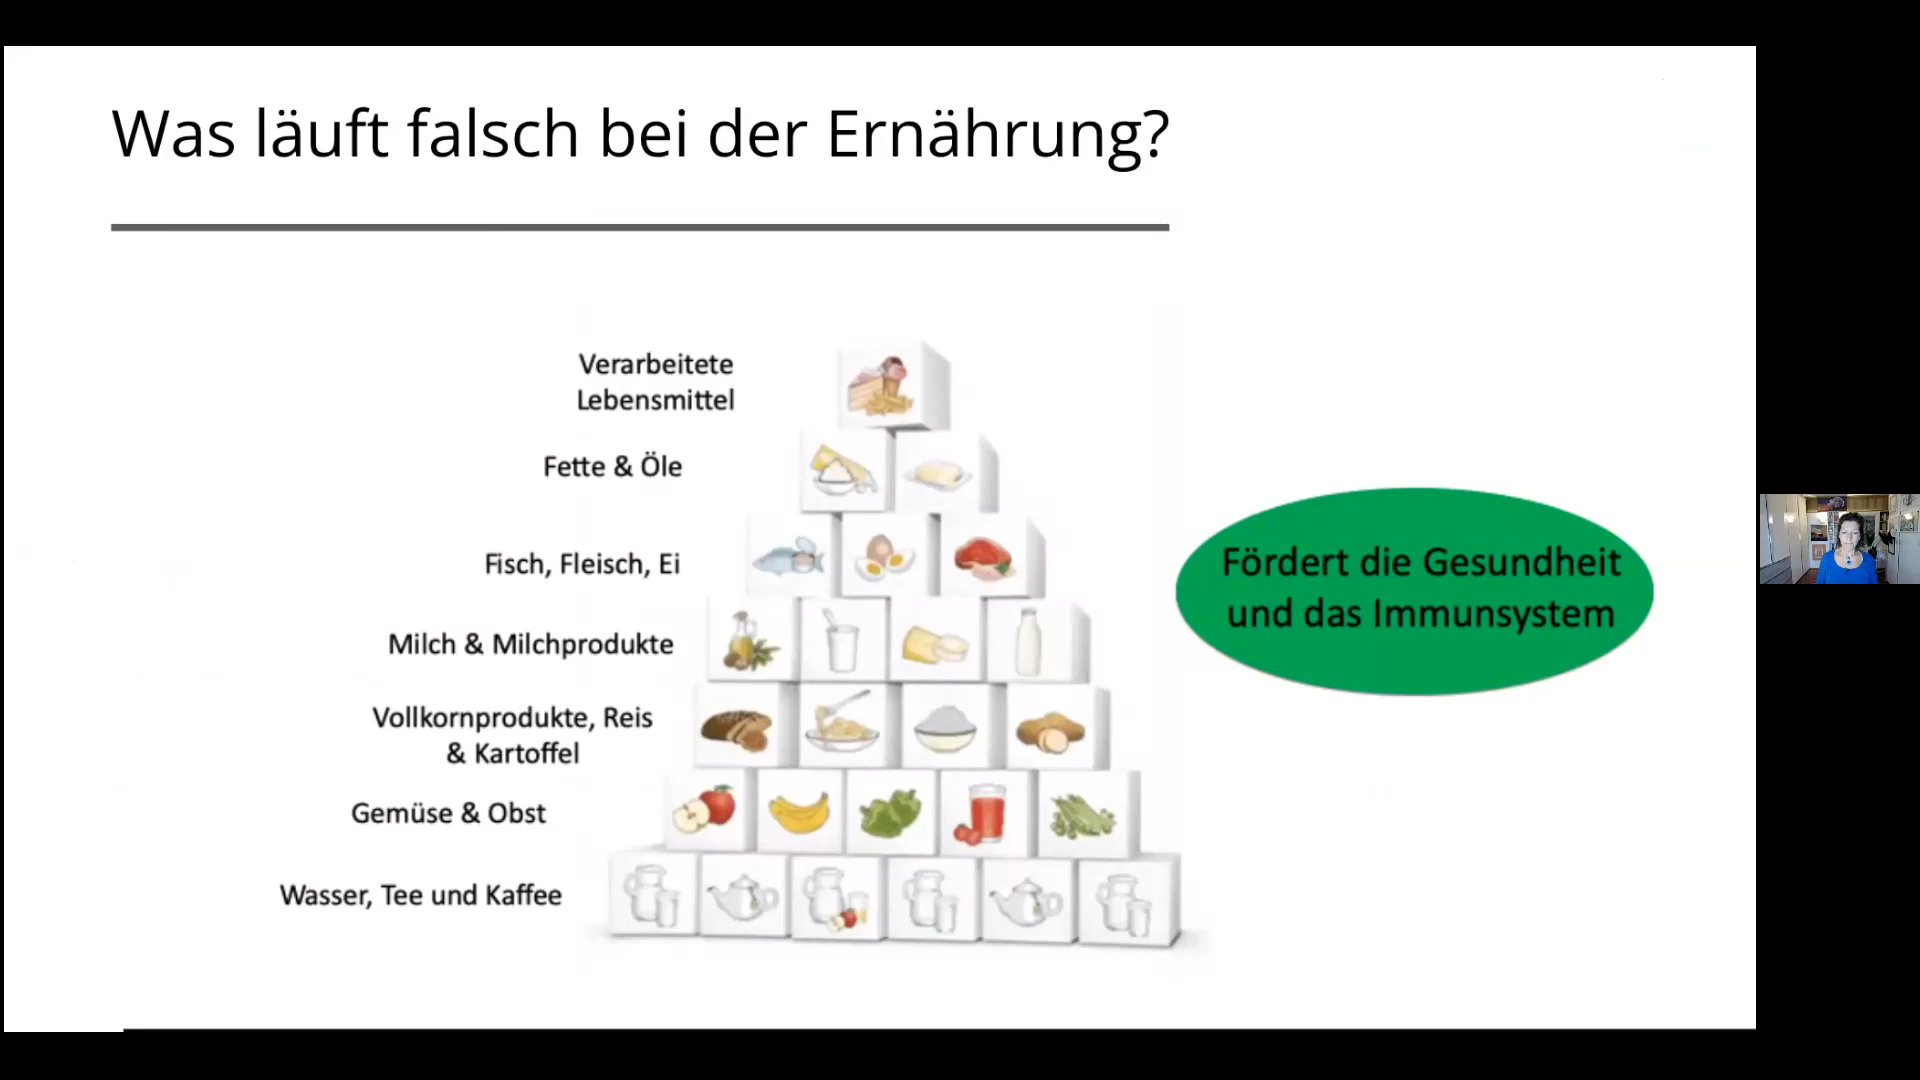 Was läuft falsch bei der Ernährung?
Verarbeitete
Lebensmittel
Fette & Öle
Fisch, Fleisch, Ei
Milch & Milchprodukte
Vollkornprodukte, Reis
& Kartoffel
Gemüse & Obst
Wasser, Tee und Kaffee
Fördert die Gesundheit
und das Immunsystem